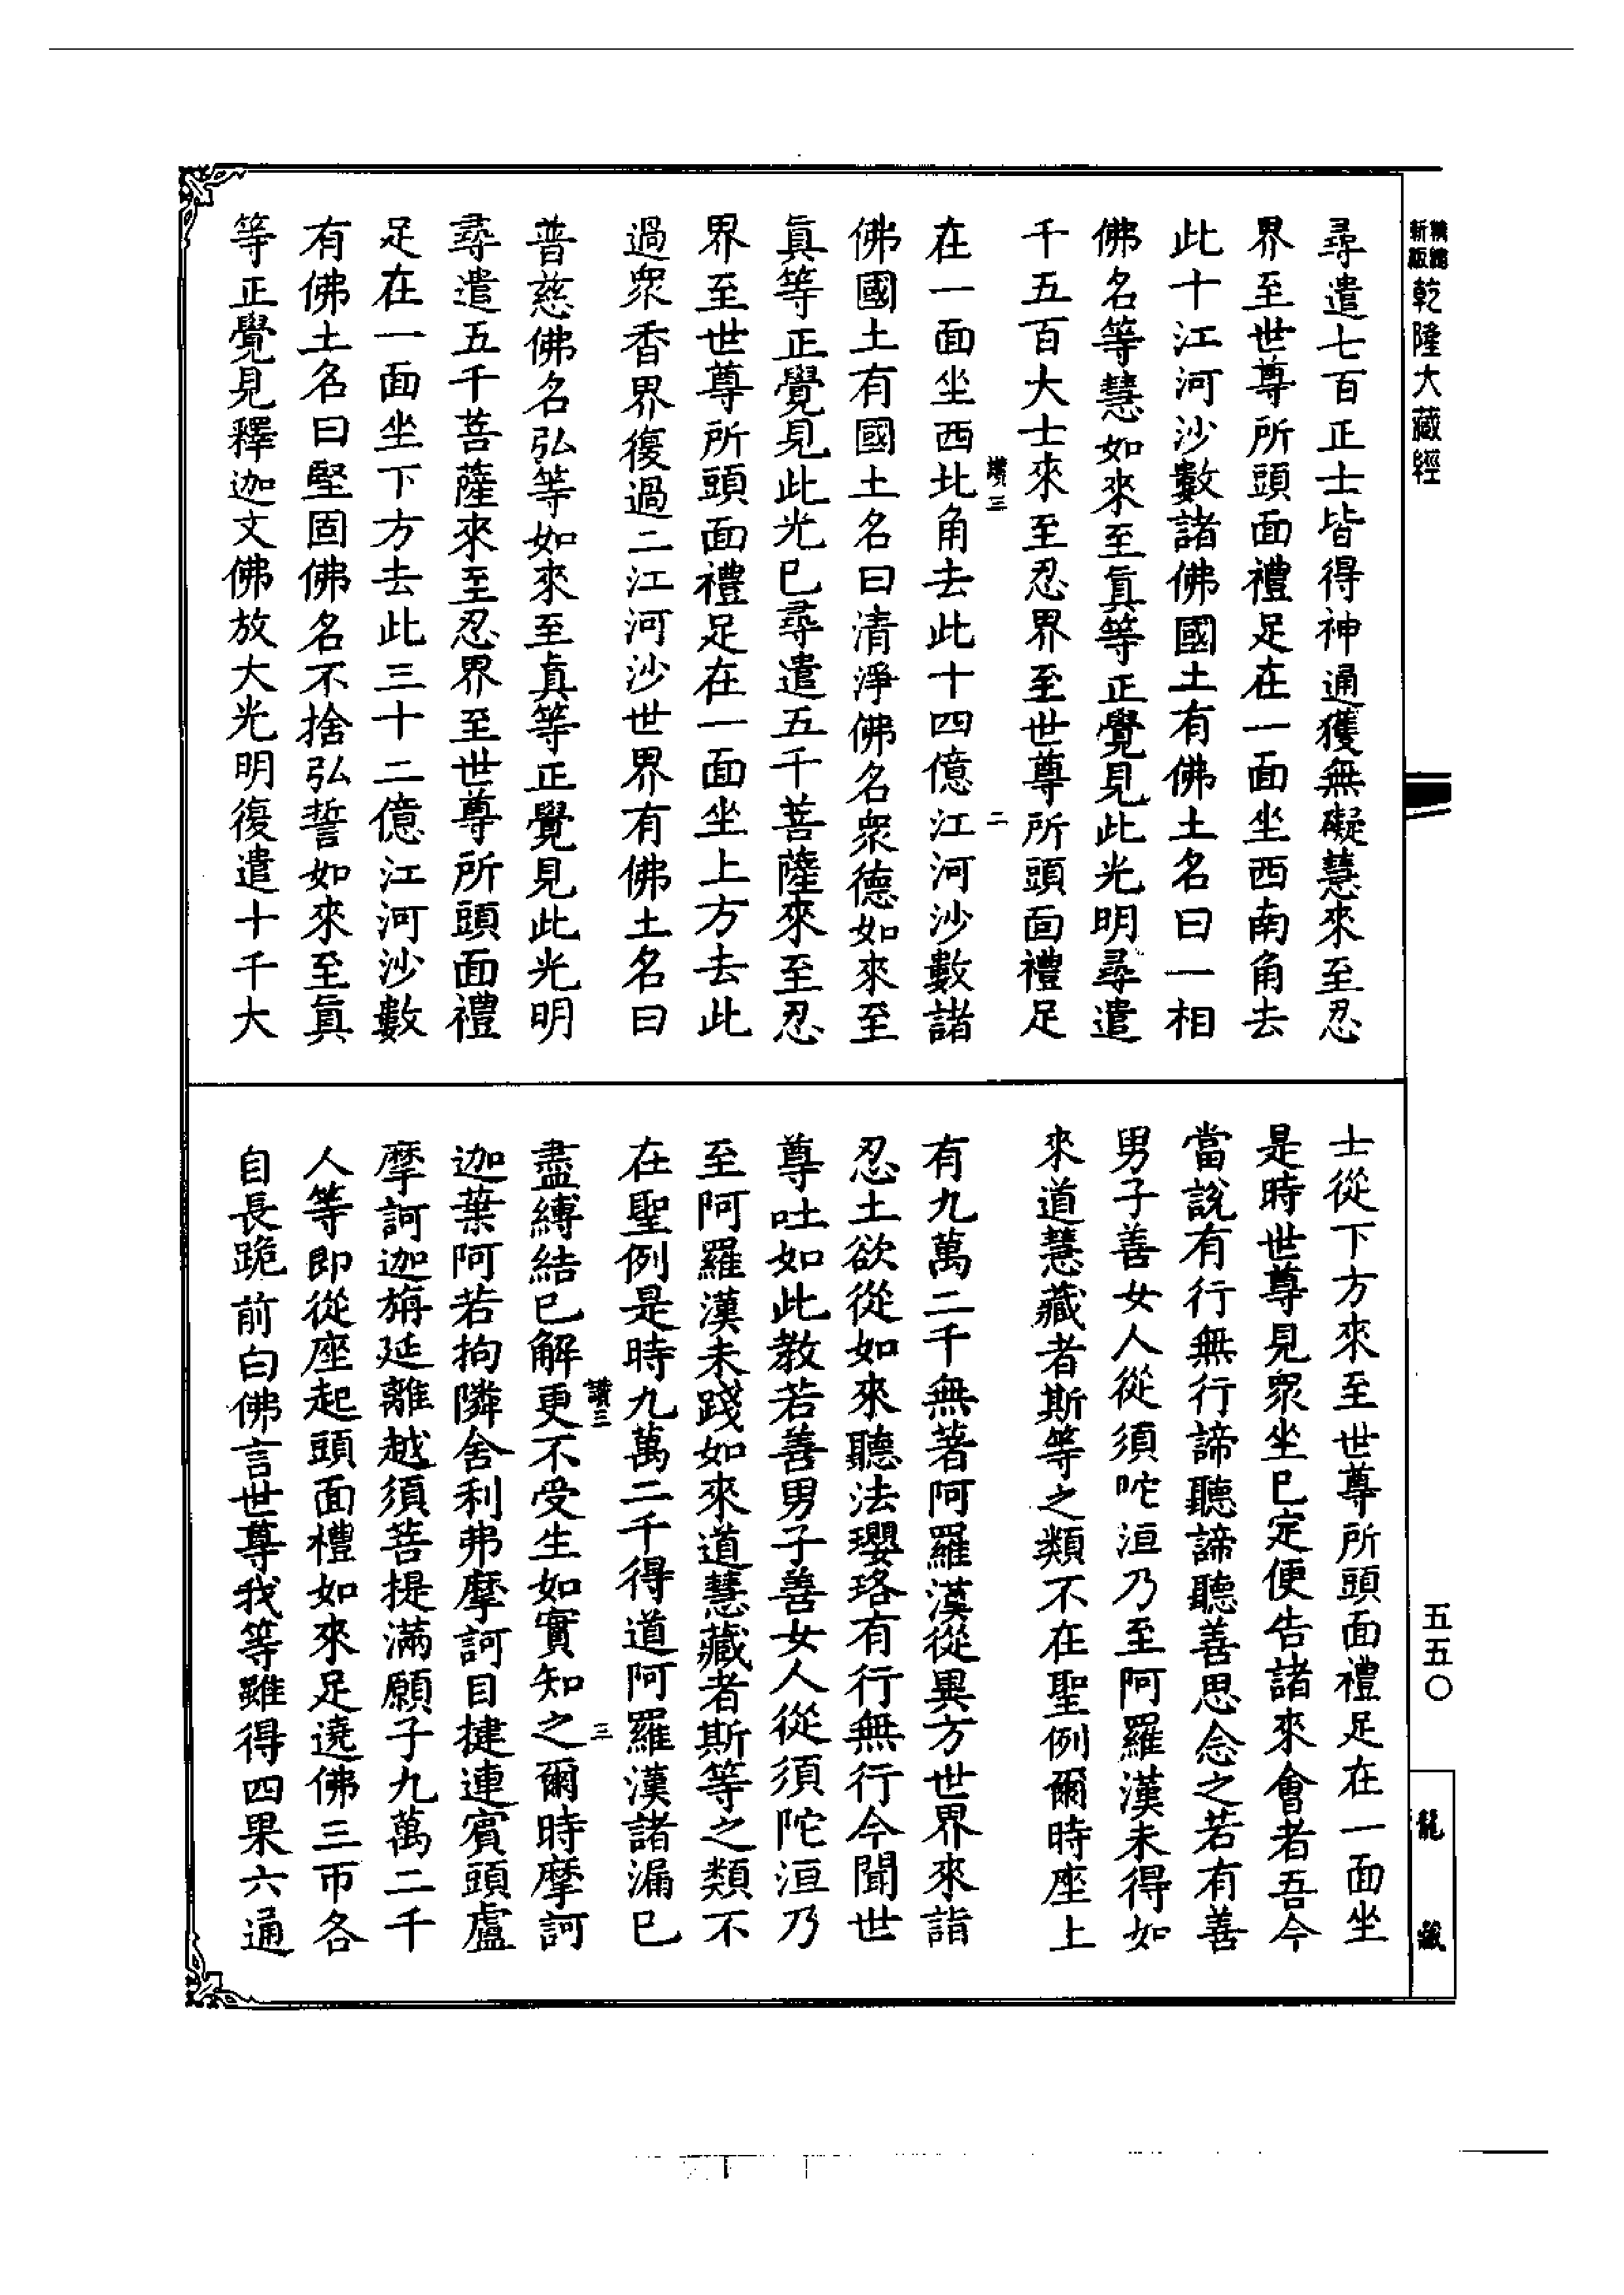 新版 乾隆大藏經
尋遣七百正士皆得神通獲無礙慧來至忍
界至世尊所頭面禮足在一面坐西南角去
此十江河沙數諸佛國土有佛土名曰一相
佛名等慧如來至真等正覺見此光明尋遣
千五百大士來至忍界至世尊所頭面禮足
讚三 二
在一面坐西北角去此十四億江河沙數諸
佛國土有國土名曰清淨佛名眾德如來至
真等正覺見此光已尋遣五千菩薩來至忍
界至世尊所頭面禮足在一面坐上方去此
過眾香界復過二江河沙世界有佛土名曰
普慈佛名弘等如來至真等正覺見此光明
尋遣五千菩薩來至忍界至世尊所頭面禮
足在一面坐下方去此三十二億江河沙數
有佛土名曰堅固佛名不捨弘誓如來至真
等正覺見釋迦文佛放大光明復遣十千大
士從下方來至世尊所頭面禮足在一面坐
是時世尊見眾坐已定便告諸來會者吾今
當說有行無行諦聽諦聽善思念之若有善
男子善女人從須陀洹乃至阿羅漢未得如
來道慧藏者斯等之類不在聖例爾時座上
有九萬二千無著阿羅漢從異方世界來詣
忍土欲從如來聽法瓔珞有行無行今聞世
尊吐如此教若善男子善女人從須陀洹乃
至阿羅漢未踐如來道慧藏者斯等之類不
在聖例是時九萬二千得道阿羅漢諸漏已
讚三 三
盡縛結已解更不受生如實知之爾時摩訶
迦葉阿若拘隣舍利弗摩訶目揵連賓頭盧
摩訶迦旃延離越須菩提滿願子九萬二千
人等即從座起頭面禮如來足遶佛三帀各
自長跪前白佛言世尊我等雖得四果六通
五五〇
龍藏